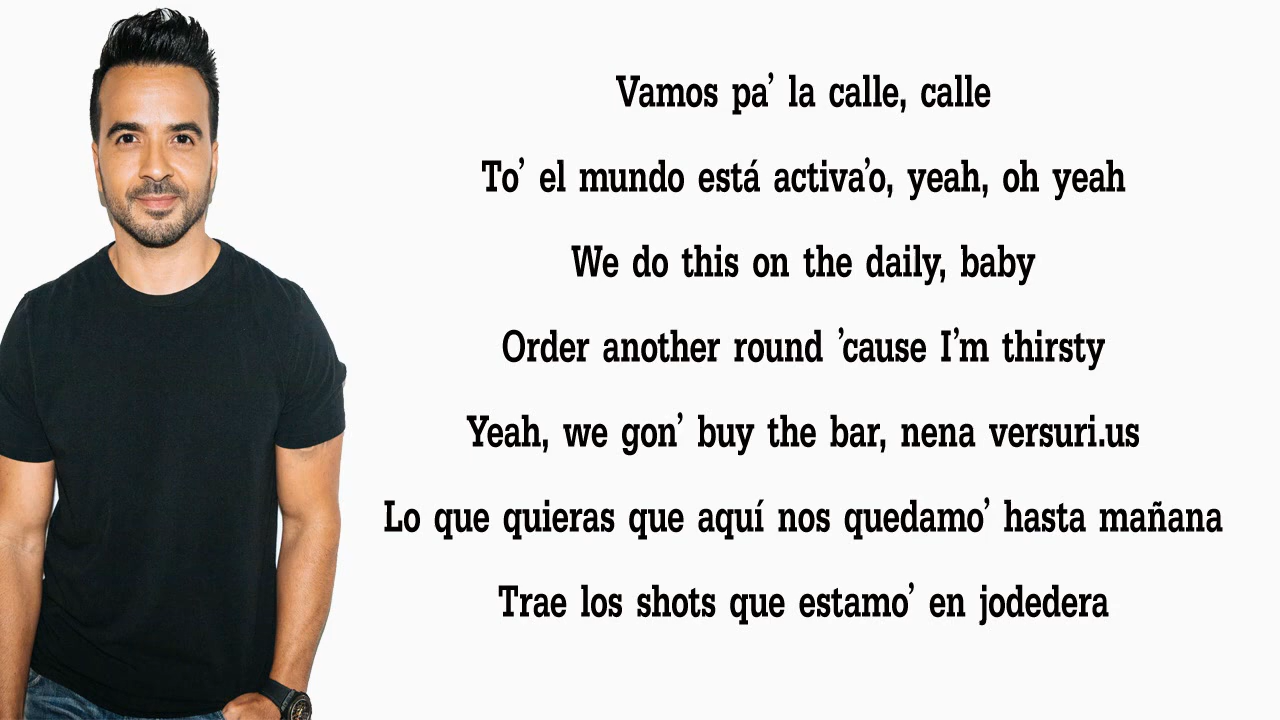 Vamos pa’ la calle, calle
To’ el mundo está activa’o, yeah, oh yeah
We do this on the daily, baby
Order another round ’cause I’m thirsty
Yeah, we gon’ buy the bar, nena versuri.us
Lo que quieras que aquí nos quedamo’ hasta mañana
Trae los shots que estamo’ en jodedera